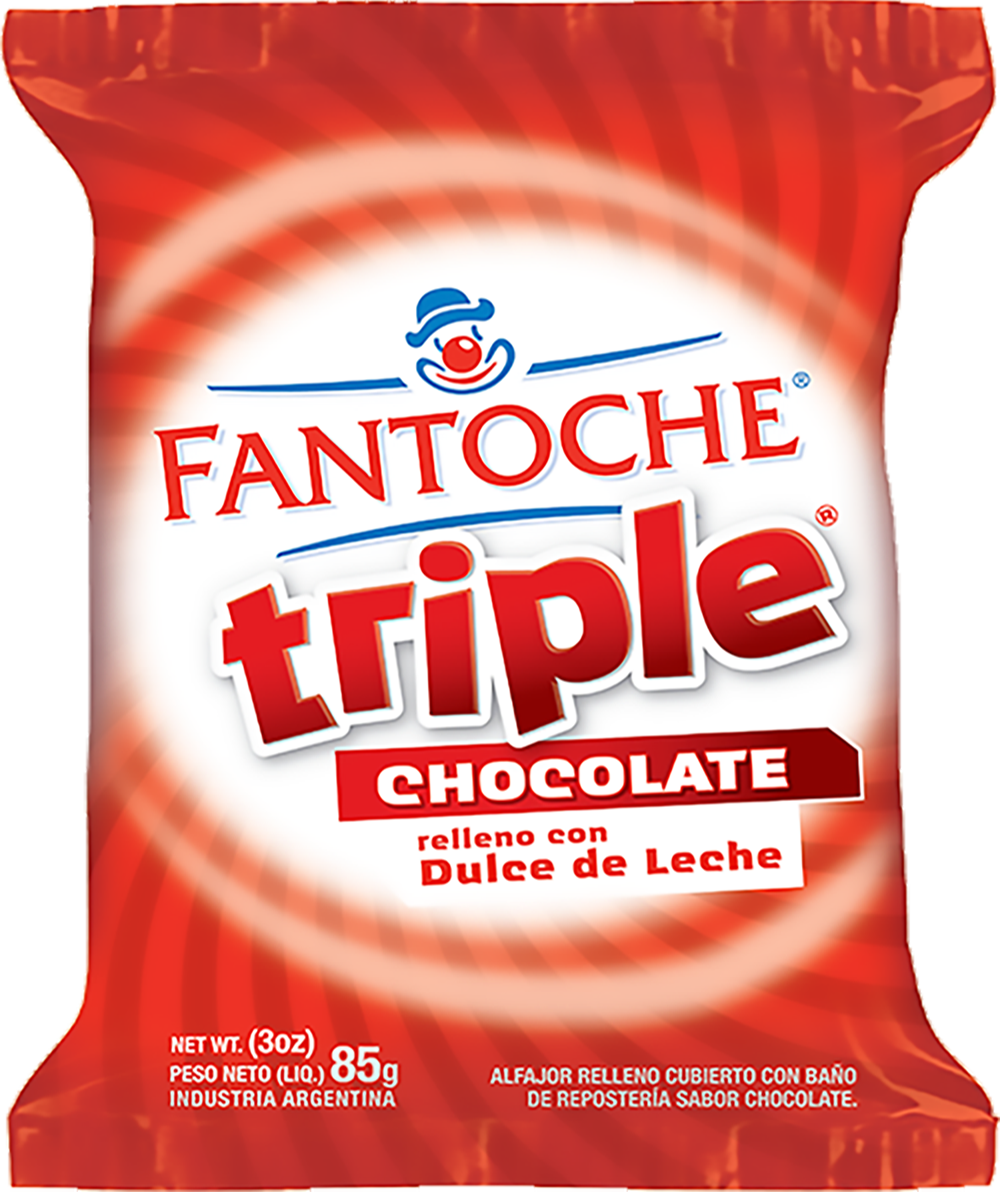 FANTOCHE®
triple®
CHOCOLATE
relleno con
Dulce de Leche
NET WT. (3oz)
PESO NETO (LIQ.) 85g
INDUSTRIA ARGENTINA
ALFAJOR RELLENO CUBIERTO CON BAÑO
DE REPOSTERÍA SABOR CHOCOLATE.